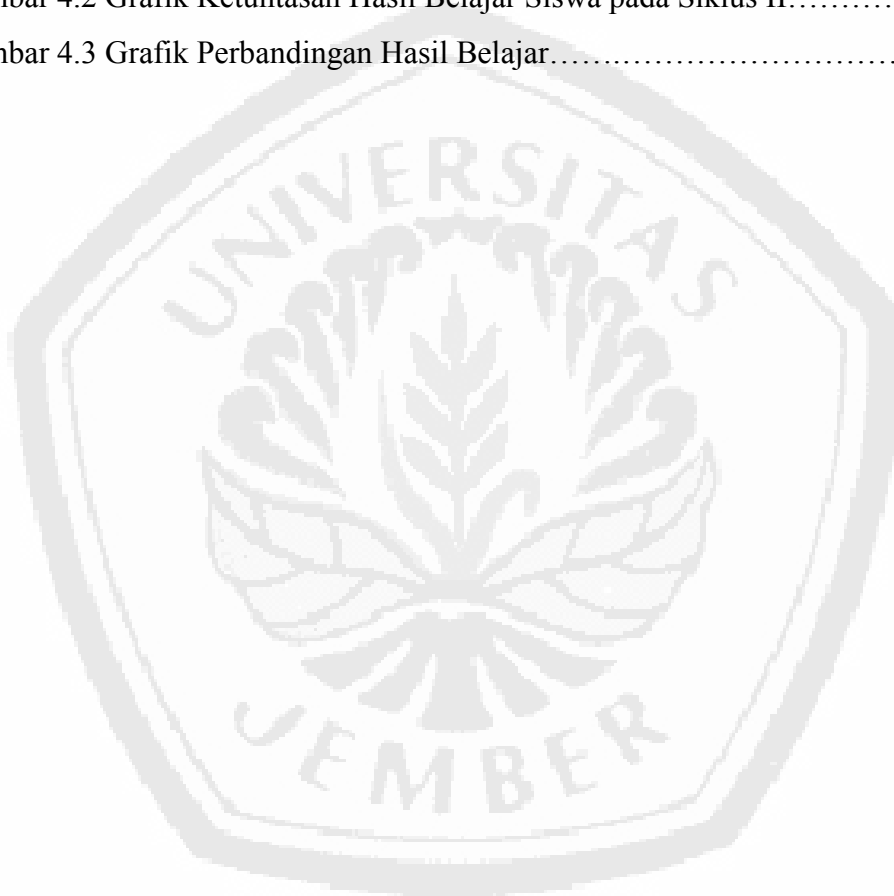 mbar 4.2 Grafik Ketuntasan Hasil Belajar Siswa pada Siklus II………
mbar 4.3 Grafik Perbandingan Hasil Belajar…….……………………
UNIVERSITAS
JEMBER